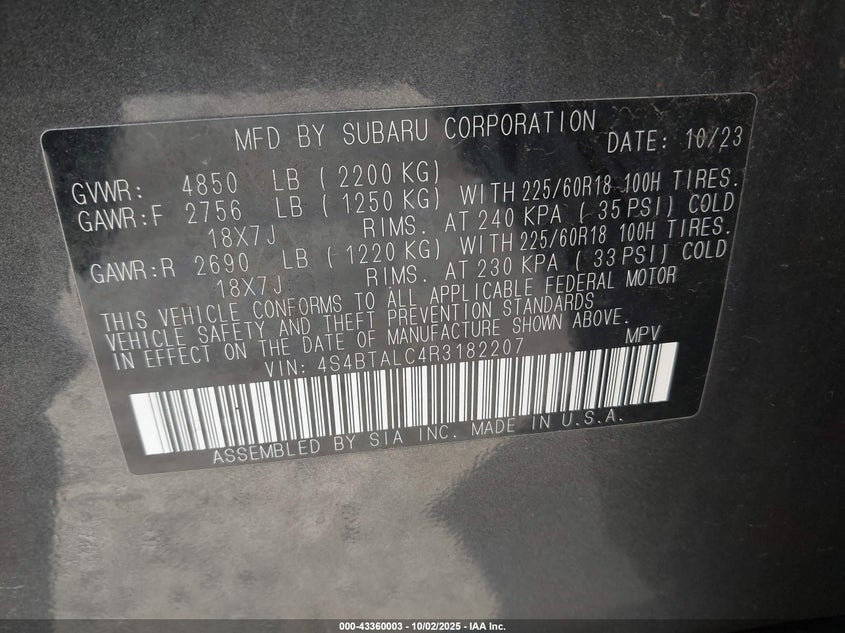 MFD BY SUBARU CORPORATION DATE: 10/23
GVWR: 4850 LB ( 2200 KG)
GAWR:F 2756 LB ( 1250 KG) WITH 225/60R18 100H TIRES.
18X7J RIMS. AT 240 KPA ( 35 PSI) COLD
GAWR:R 2690 LB ( 1220 KG) WITH 225/60R18 100H TIRES.
18X7J RIMS. AT 230 KPA ( 33 PSI) COLD
THIS VEHICLE CONFORMS TO ALL APPLICABLE FEDERAL MOTOR
VEHICLE SAFETY AND THEFT PREVENTION STANDARDS
IN EFFECT ON THE DATE OF MANUFACTURE SHOWN ABOVE.
VIN: 4S4BTALC4R3182207 MPV
ASSEMBLED BY SIA INC. MADE IN U.S.A.
000-43360003 - 10/02/2025 - IAA Inc.